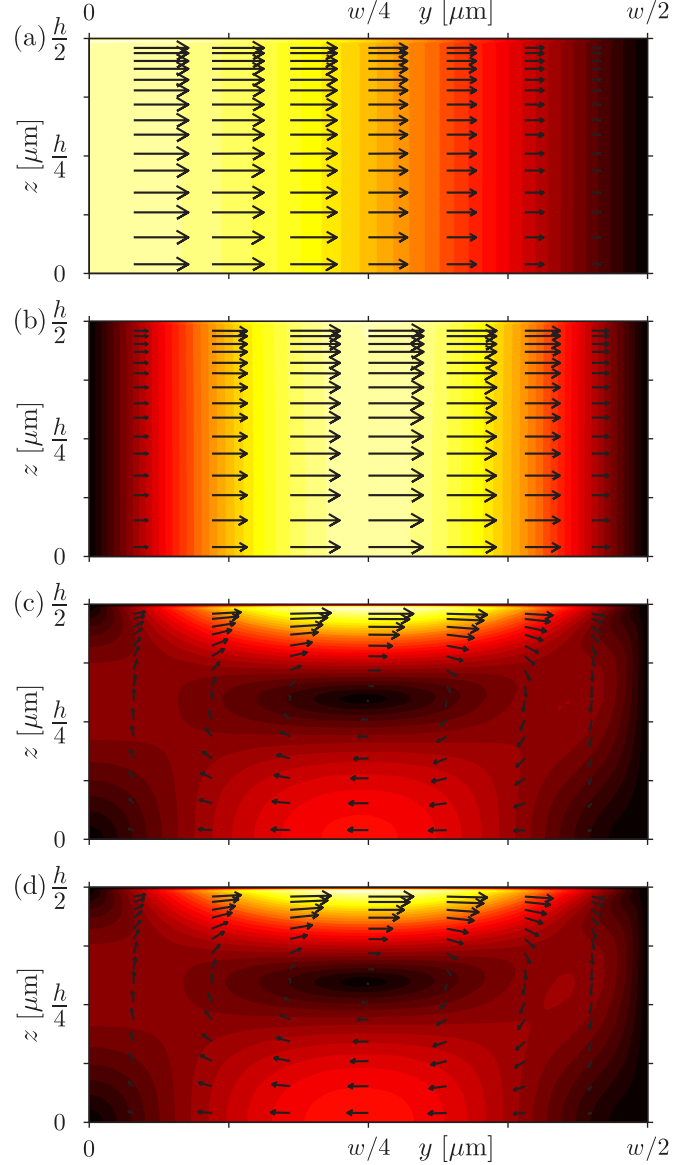 0 w/4 y [μm] w/2
(a) h/2
z [μm] h/4
0
(b) h/2
z [μm] h/4
0
(c) h/2
z [μm] h/4
0
(d) h/2
z [μm] h/4
0
0 w/4 y [μm] w/2